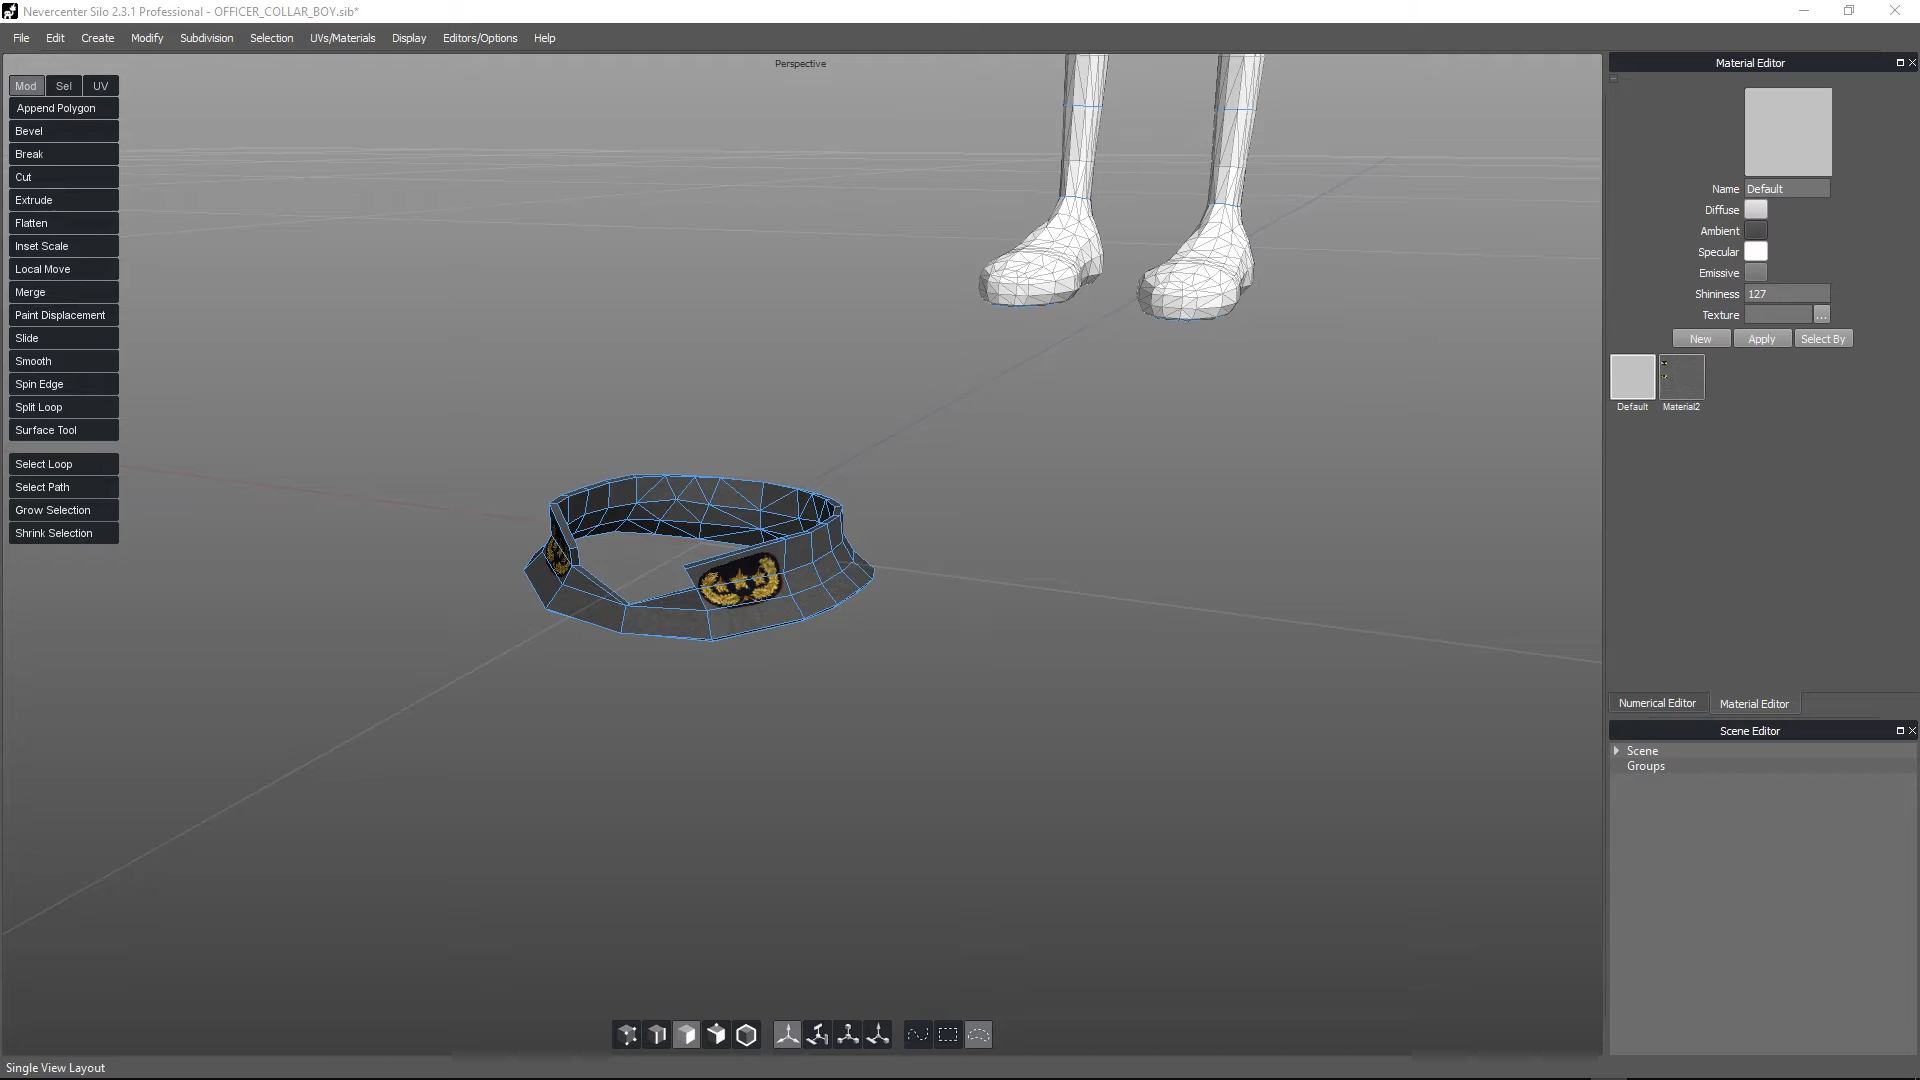 Nevercenter Silo 2.3.1 Professional - OFFICER_COLLAR_BOY.sib*
File Edit Create Modify Subdivision Selection UVs/Materials Display Editors/Options Help
Perspective
Mod Sel UV
Append Polygon
Bevel
Break
Cut
Extrude
Flatten
Inset Scale
Local Move
Merge
Paint Displacement
Slide
Smooth
Spin Edge
Split Loop
Surface Tool
Select Loop
Select Path
Grow Selection
Shrink Selection
Material Editor
Name Default
Diffuse
Ambient
Specular
Emissive
Shininess 127
Texture ...
New Apply Select By
Default Material2
Numerical Editor Material Editor
Scene Editor
Scene
Groups
Single View Layout